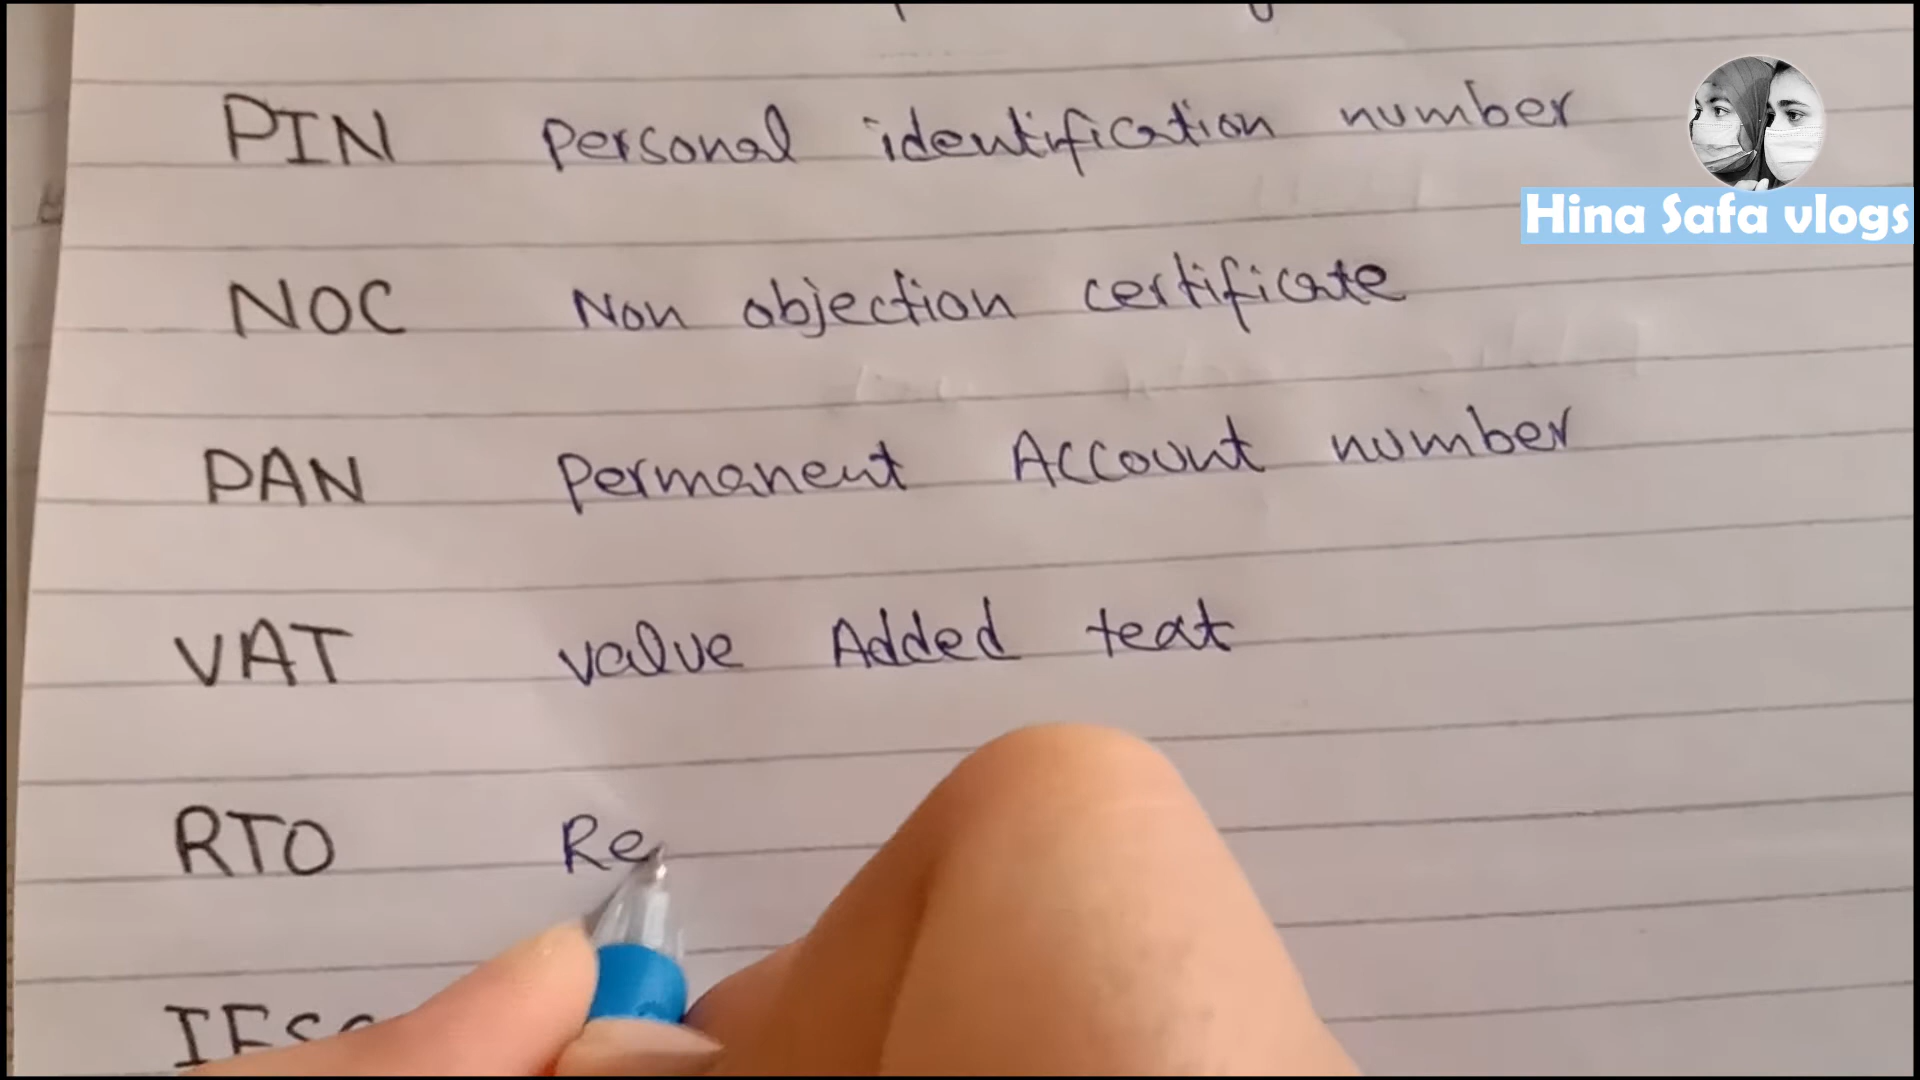 PIN Personal identification number
Hina Safa vlogs
NOC Non objection certificate
PAN Permanent Account number
VAT value Added teat
RTO Re
IFSC